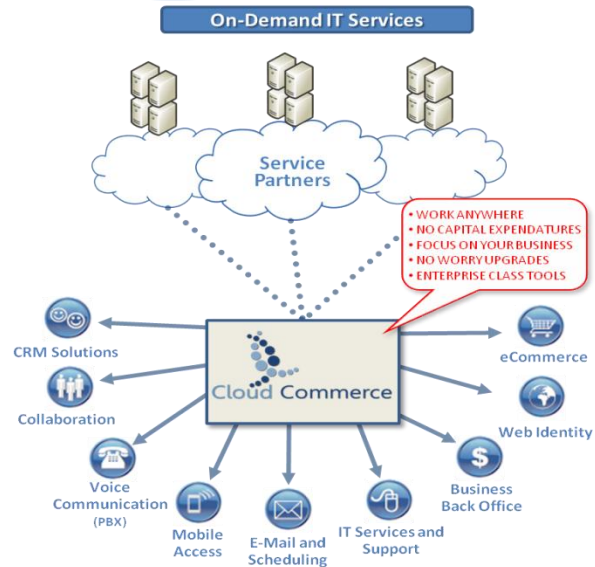 On-Demand IT Services
Service
Partners
• WORK ANYWHERE
• NO CAPITAL EXPENDATURES
• FOCUS ON YOUR BUSINESS
• NO WORRY UPGRADES
• ENTERPRISE CLASS TOOLS
Cloud Commerce
CRM Solutions
Collaboration
Voice
Communication
(PBX)
Mobile
Access
E-Mail and
Scheduling
IT Services and
Support
$
Business
Back Office
Web Identity
eCommerce